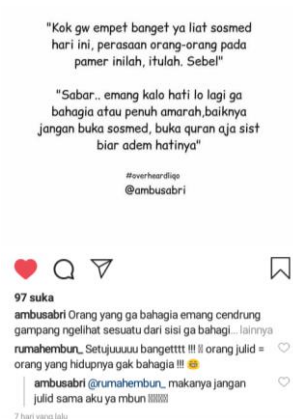 "Kok gw empet banget ya liat sosmed
hari ini, perasaan orang-orang pada
pamer inilah, itulah. Sebel"
"Sabar.. emang kalo hati lo lagi ga
bahagia atau penuh amarah,baiknya
jangan buka sosmed, buka quran aja sist
biar adem hatinya"
#overheardliqo
@ambusabri
97 suka
ambusabri Orang yang ga bahagia emang cendrung
gampang ngelihat sesuatu dari sisi ga bahagi... lainnya
rumahembun_ Setujuuuuu bangetttt !!! orang julid =
orang yang hidupnya gak bahagia !!! 😄
ambusabri @rumahembun_ makanya jangan
julid sama aku ya mbun
7 hari yang lalu